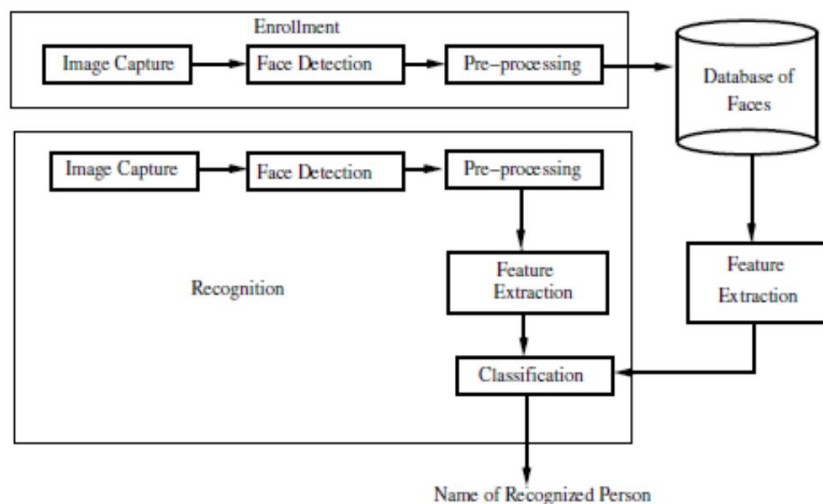 Enrollment
Image Capture
Face Detection
Pre-processing
Database of
Faces
Image Capture
Face Detection
Pre-processing
Feature
Extraction
Feature
Extraction
Recognition
Classification
Name of Recognized Person